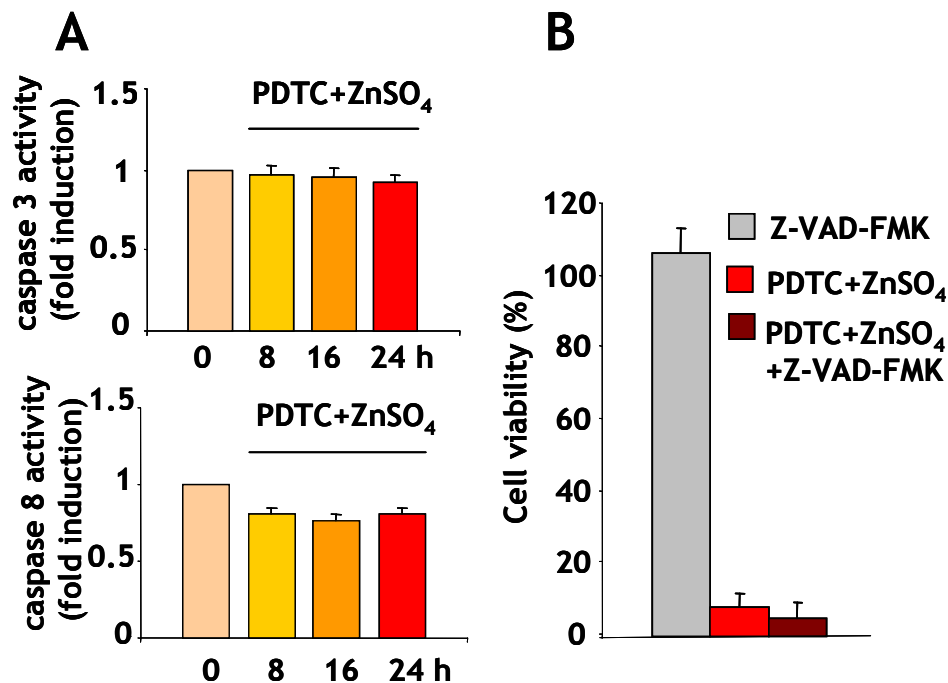 A
caspase 3 activity
(fold induction)
1.5
1
0.5
0
PDTC+ZnSO₄
0 8 16 24 h
caspase 8 activity
(fold induction)
1.5
1
0.5
0
PDTC+ZnSO₄
0 8 16 24 h
B
Cell viability (%)
120
100
80
60
40
20
0
Z-VAD-FMK
PDTC+ZnSO₄
PDTC+ZnSO₄
+Z-VAD-FMK